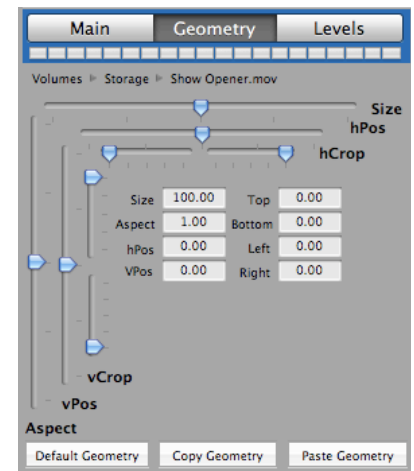 Main Geometry Levels
Volumes Storage Show Opener.mov
Size
hPos
hCrop
Size 100.00 Top 0.00
Aspect 1.00 Bottom 0.00
hPos 0.00 Left 0.00
VPos 0.00 Right 0.00
vCrop
vPos
Aspect
Default Geometry Copy Geometry Paste Geometry